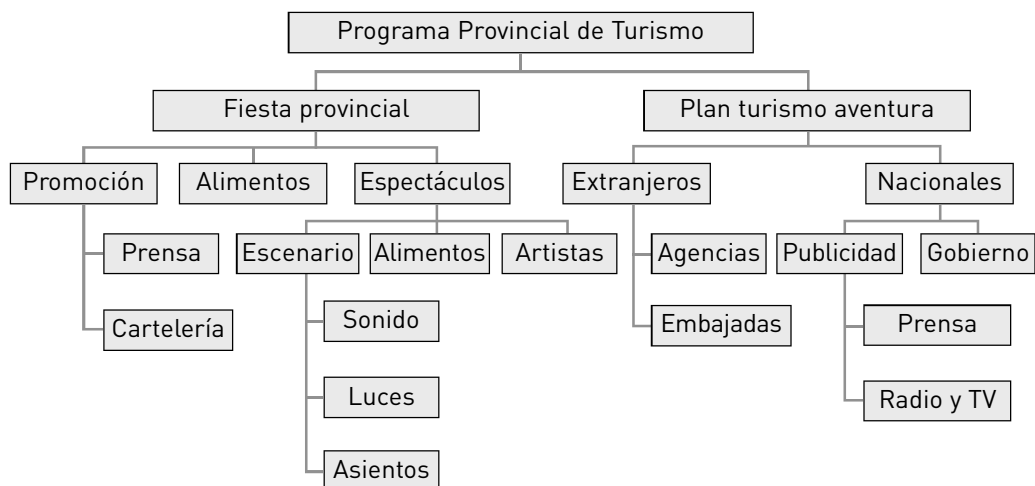 Programa Provincial de Turismo
Fiesta provincial
Plan turismo aventura
Promoción
Alimentos
Espectáculos
Extranjeros
Nacionales
Prensa
Escenario
Alimentos
Artistas
Agencias
Publicidad
Gobierno
Cartelería
Sonido
Embajadas
Prensa
Luces
Radio y TV
Asientos